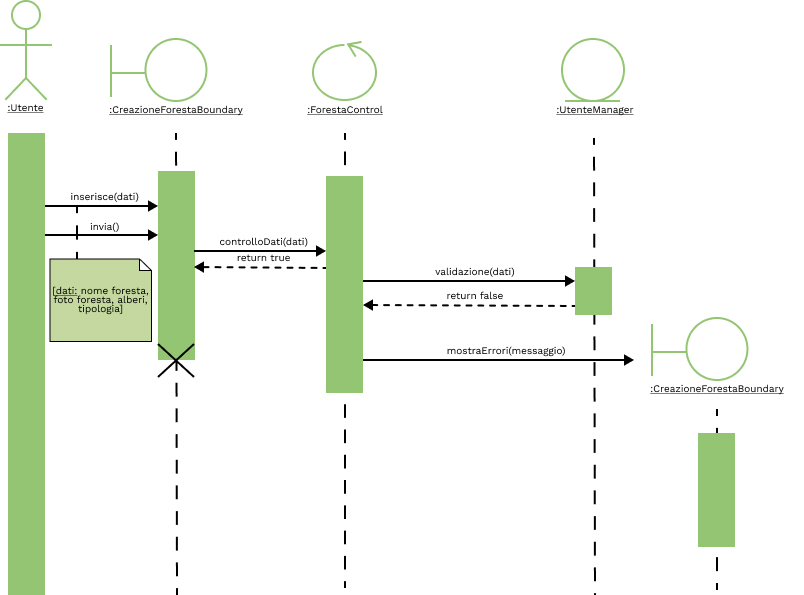 :Utente
:CreazioneForestaBoundary
:ForestaControl
:UtenteManager
inserisce(dati)
invia()
controlloDati(dati)
return true
validazione(dati)
[dati: nome foresta,
foto foresta, alberi,
tipologia]
return false
mostraErrori(messaggio)
:CreazioneForestaBoundary